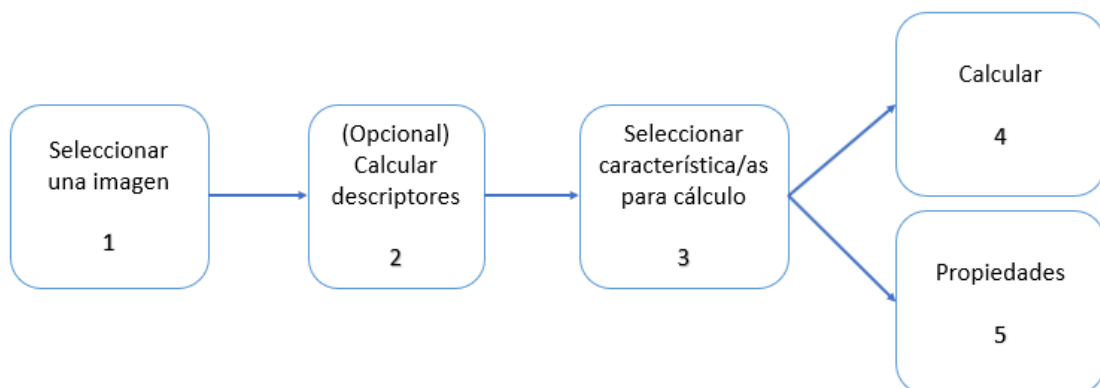 Seleccionar
una imagen
1
(Opcional)
Calcular
descriptores
2
Seleccionar
característica/as
para cálculo
3
Calcular
4
Propiedades
5